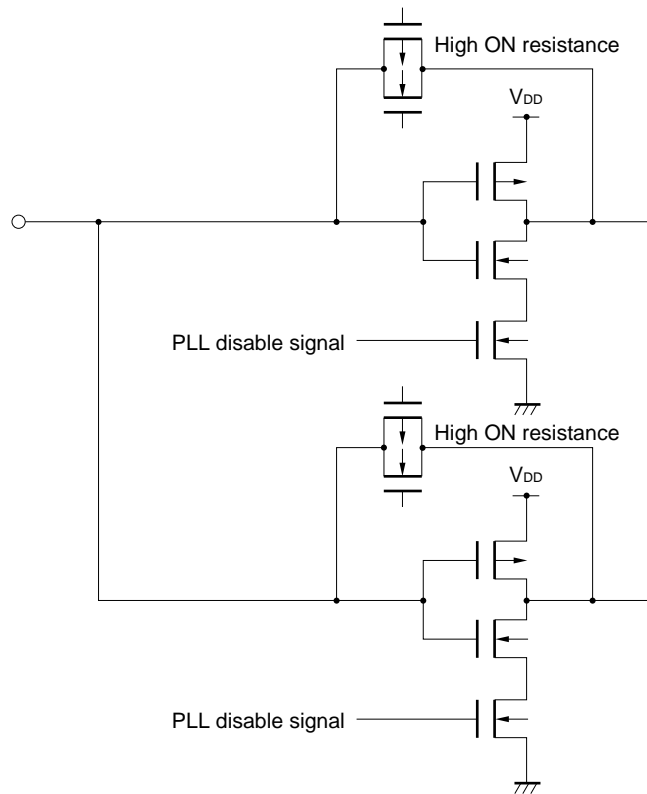 High ON resistance
VDD
PLL disable signal
High ON resistance
VDD
PLL disable signal